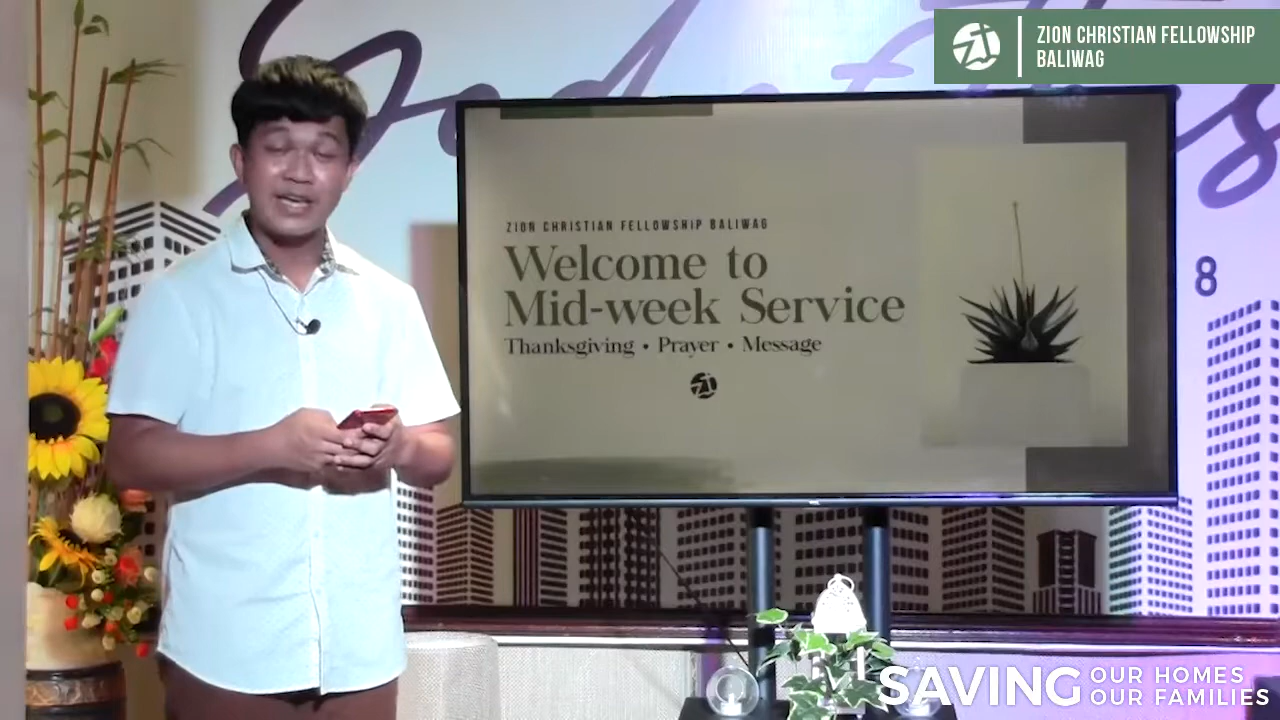 ZION CHRISTIAN FELLOWSHIP
BALIWAG
ZION CHRISTIAN FELLOWSHIP BALIWAG
Welcome to
Mid-week Service
Thanksgiving • Prayer • Message
8
SAVING OUR HOMES
OUR FAMILIES